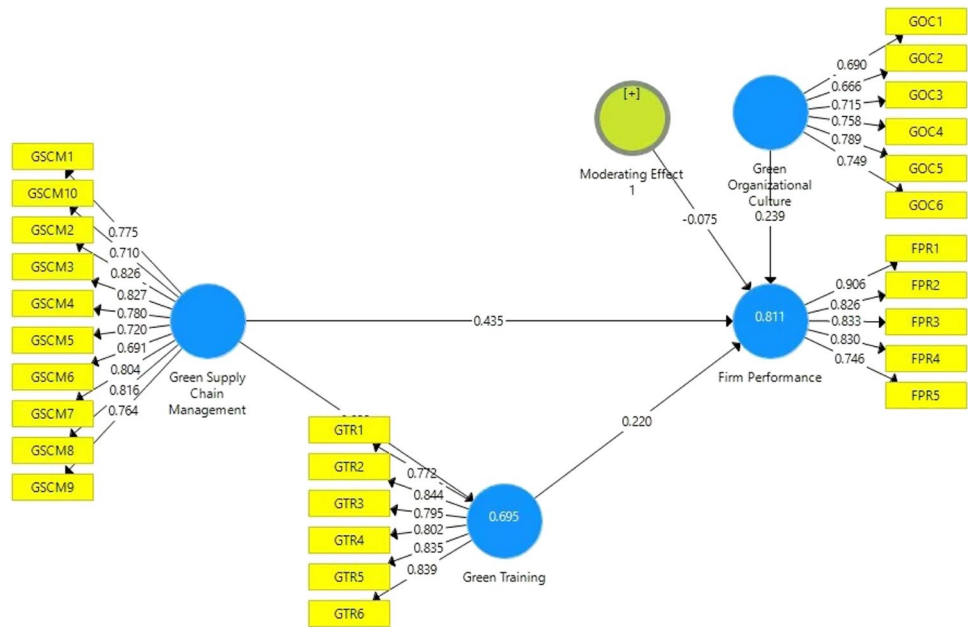 GOC1
GOC2
GOC3
GOC4
GOC5
GOC6
0.690
0.666
0.715
0.758
0.789
0.749
[+]
Moderating Effect
1
Green
Organizational
Culture
-0.075
0.239
GSCM1
GSCM10
GSCM2
GSCM3
GSCM4
GSCM5
GSCM6
GSCM7
GSCM8
GSCM9
0.775
0.710
0.826
0.827
0.780
0.720
0.691
0.804
0.816
0.764
Green Supply
Chain
Management
0.435
0.811
Firm Performance
FPR1
FPR2
FPR3
FPR4
FPR5
0.906
0.826
0.833
0.830
0.746
0.220
GTR1
GTR2
GTR3
GTR4
GTR5
GTR6
0.772
0.844
0.795
0.802
0.835
0.839
0.695
Green Training